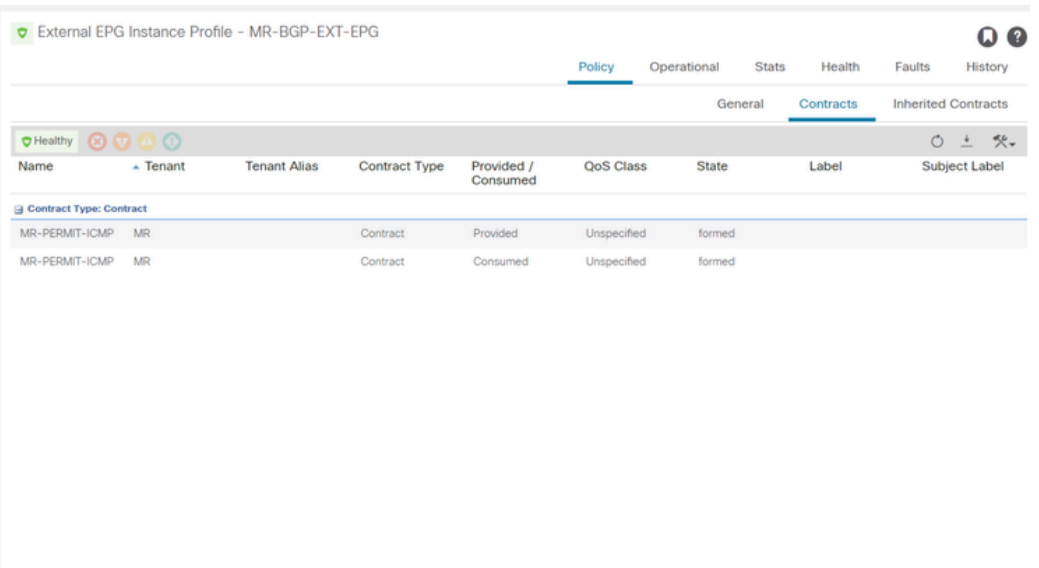 External EPG Instance Profile - MR-BGP-EXT-EPG
Policy Operational Stats Health Faults History
General Contracts Inherited Contracts
Healthy
Name Tenant Tenant Alias Contract Type Provided / Consumed QoS Class State Label Subject Label
Contract Type: Contract
MR-PERMIT-ICMP MR Contract Provided Unspecified formed
MR-PERMIT-ICMP MR Contract Consumed Unspecified formed